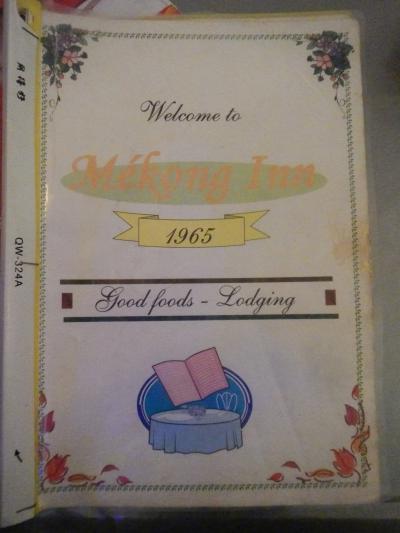 Welcome to
Mékong Inn
1965
Good foods - Lodging
QW-324A